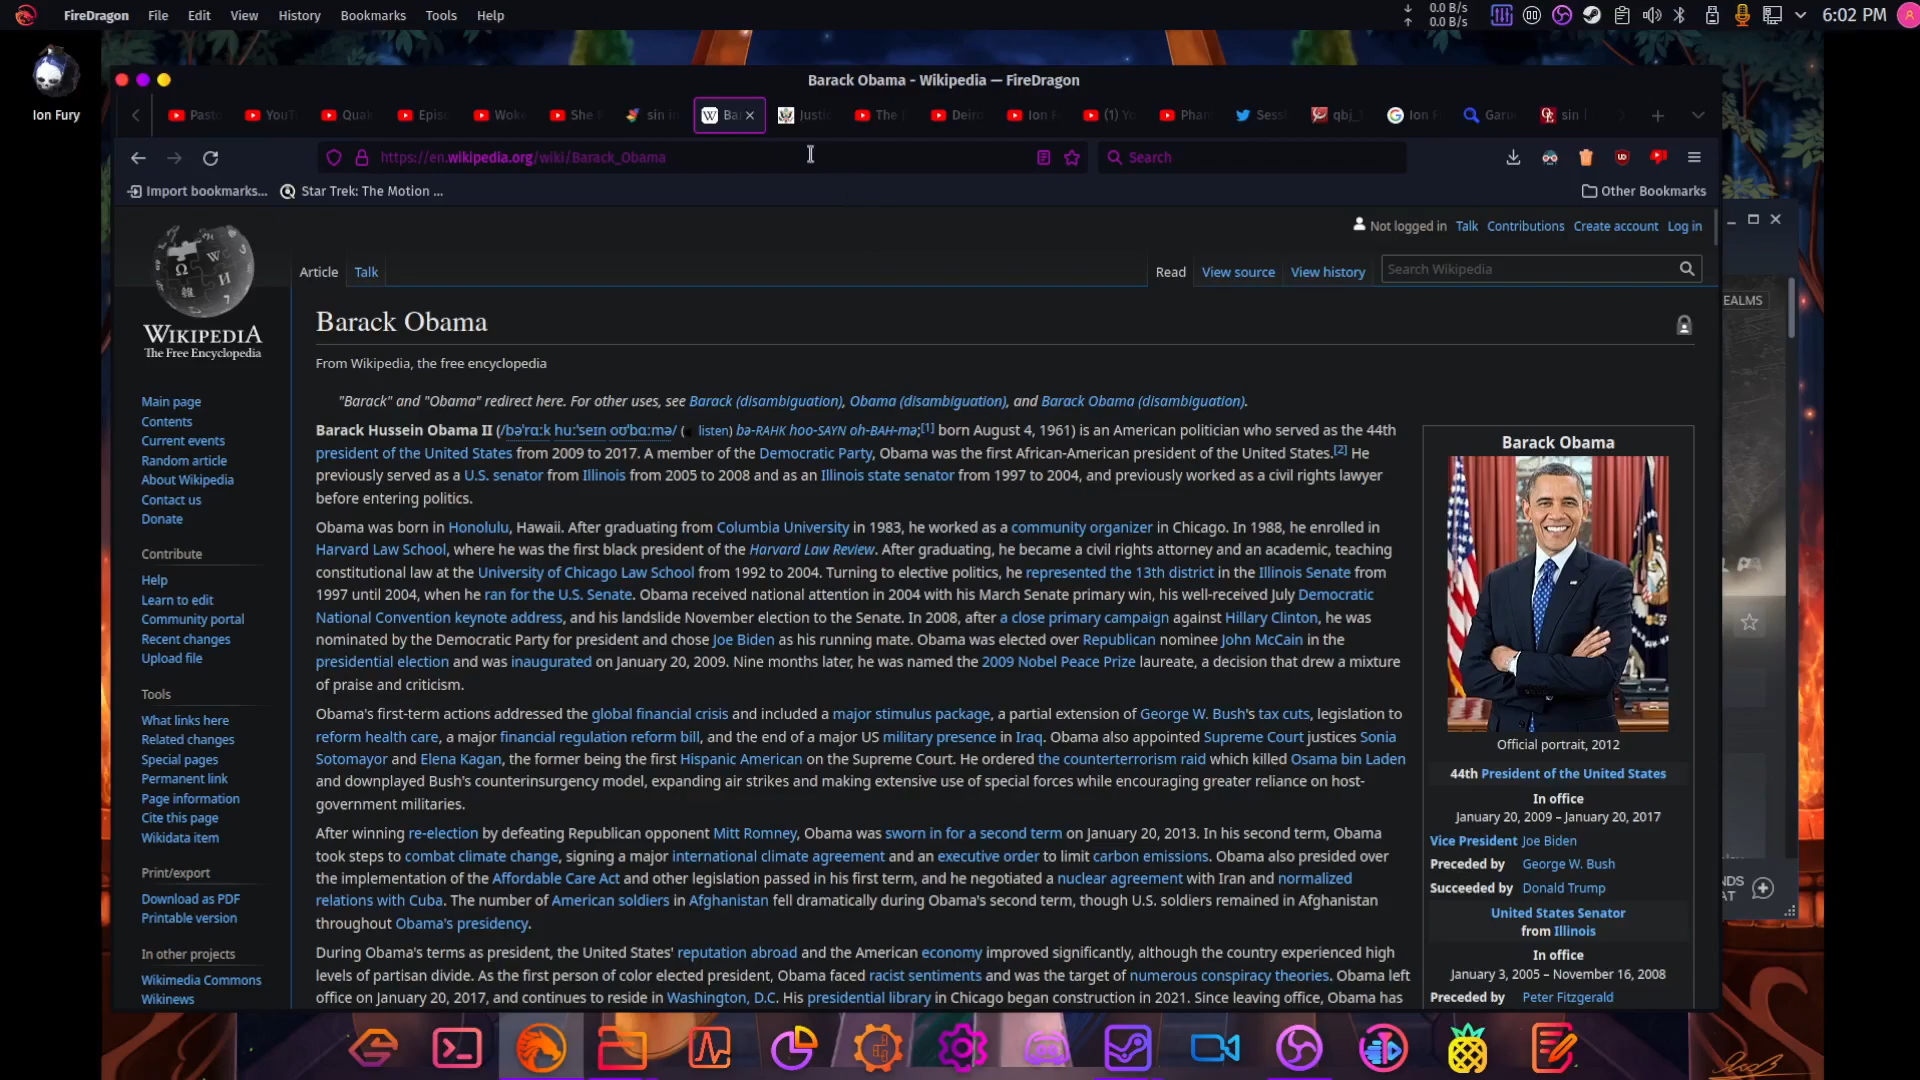 FireDragon File Edit View History Bookmarks Tools Help
0.0 B/s
0.0 B/s
6:02 PM
Ion Fury
Barack Obama - Wikipedia — FireDragon
Pasto YouT Qua Epis Woke She sin i Ba Justic The Deir Ion F (1) Yo Phan Sessi qbj_ Ion F Garu sin l
https://en.wikipedia.org/wiki/Barack_Obama
Search
Import bookmarks... Star Trek: The Motion ... Other Bookmarks
Not logged in Talk Contributions Create account Log in
Article Talk Read View source View history Search Wikipedia
WIKIPEDIA
The Free Encyclopedia
Main page
Contents
Current events
Random article
About Wikipedia
Contact us
Donate
Contribute
Help
Learn to edit
Community portal
Recent changes
Upload file
Tools
What links here
Related changes
Special pages
Permanent link
Page information
Cite this page
Wikidata item
Print/export
Download as PDF
Printable version
In other projects
Wikimedia Commons
Wikinews
Barack Obama
From Wikipedia, the free encyclopedia
"Barack" and "Obama" redirect here. For other uses, see Barack (disambiguation), Obama (disambiguation), and Barack Obama (disambiguation).
Barack Hussein Obama II (/bəˈrɑːk huːˈseɪn oʊˈbɑːmə/ ( listen) bə-RAHK hoo-SAYN oh-BAH-mə;[1] born August 4, 1961) is an American politician who served as the 44th
president of the United States from 2009 to 2017. A member of the Democratic Party, Obama was the first African-American president of the United States.[2] He
previously served as a U.S. senator from Illinois from 2005 to 2008 and as an Illinois state senator from 1997 to 2004, and previously worked as a civil rights lawyer
before entering politics.
Obama was born in Honolulu, Hawaii. After graduating from Columbia University in 1983, he worked as a community organizer in Chicago. In 1988, he enrolled in
Harvard Law School, where he was the first black president of the Harvard Law Review. After graduating, he became a civil rights attorney and an academic, teaching
constitutional law at the University of Chicago Law School from 1992 to 2004. Turning to elective politics, he represented the 13th district in the Illinois Senate from
1997 until 2004, when he ran for the U.S. Senate. Obama received national attention in 2004 with his March Senate primary win, his well-received July Democratic
National Convention keynote address, and his landslide November election to the Senate. In 2008, after a close primary campaign against Hillary Clinton, he was
nominated by the Democratic Party for president and chose Joe Biden as his running mate. Obama was elected over Republican nominee John McCain in the
presidential election and was inaugurated on January 20, 2009. Nine months later, he was named the 2009 Nobel Peace Prize laureate, a decision that drew a mixture
of praise and criticism.
Obama's first-term actions addressed the global financial crisis and included a major stimulus package, a partial extension of George W. Bush's tax cuts, legislation to
reform health care, a major financial regulation reform bill, and the end of a major US military presence in Iraq. Obama also appointed Supreme Court justices Sonia
Sotomayor and Elena Kagan, the former being the first Hispanic American on the Supreme Court. He ordered the counterterrorism raid which killed Osama bin Laden
and downplayed Bush's counterinsurgency model, expanding air strikes and making extensive use of special forces while encouraging greater reliance on host-
government militaries.
After winning re-election by defeating Republican opponent Mitt Romney, Obama was sworn in for a second term on January 20, 2013. In his second term, Obama
took steps to combat climate change, signing a major international climate agreement and an executive order to limit carbon emissions. Obama also presided over
the implementation of the Affordable Care Act and other legislation passed in his first term, and he negotiated a nuclear agreement with Iran and normalized
relations with Cuba. The number of American soldiers in Afghanistan fell dramatically during Obama's second term, though U.S. soldiers remained in Afghanistan
throughout Obama's presidency.
During Obama's terms as president, the United States' reputation abroad and the American economy improved significantly, although the country experienced high
levels of partisan divide. As the first person of color elected president, Obama faced racist sentiments and was the target of numerous conspiracy theories. Obama left
office on January 20, 2017, and continues to reside in Washington, D.C. His presidential library in Chicago began construction in 2021. Since leaving office, Obama has
Barack Obama
Official portrait, 2012
44th President of the United States
In office
January 20, 2009 – January 20, 2017
Vice President Joe Biden
Preceded by George W. Bush
Succeeded by Donald Trump
United States Senator
from Illinois
In office
January 3, 2005 – November 16, 2008
Preceded by Peter Fitzgerald
EALMS
NDS
AT